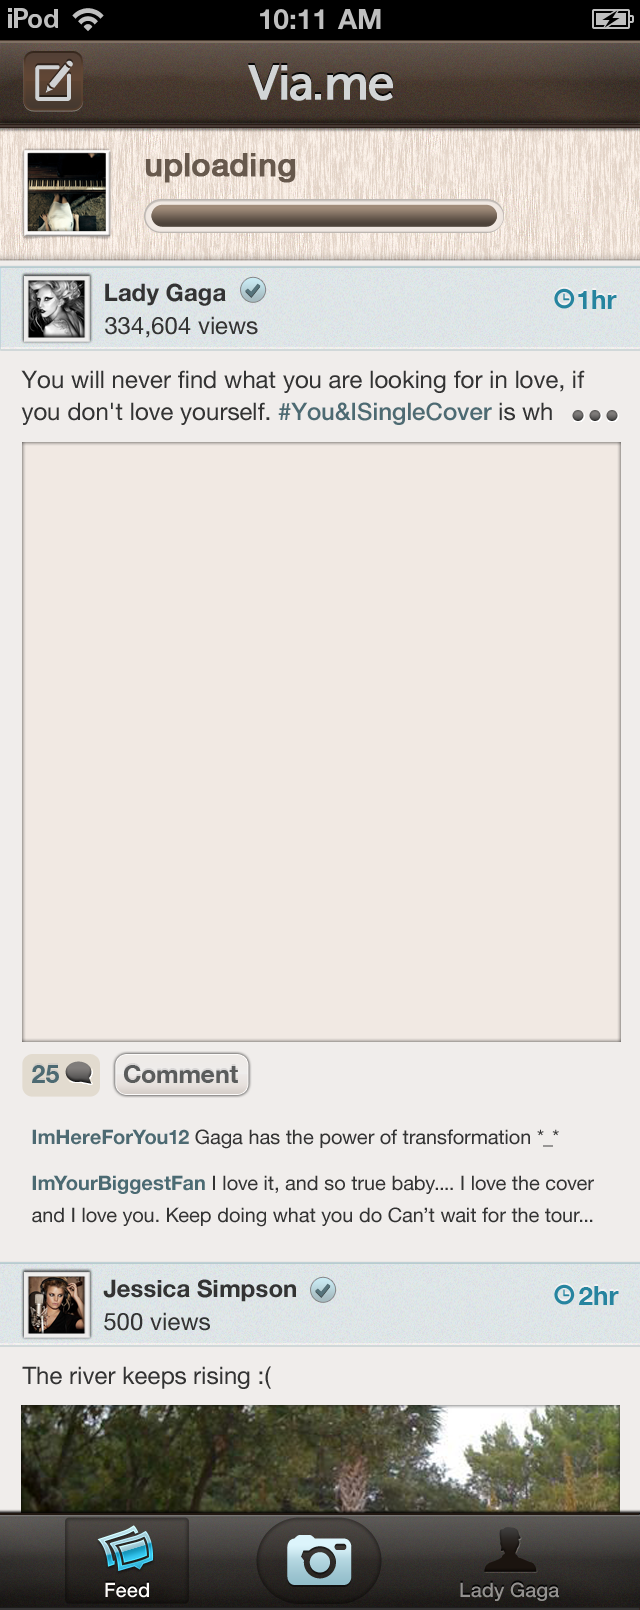 iPod 10:11 AM
Via.me
uploading
Lady Gaga
334,604 views
1hr
You will never find what you are looking for in love, if
you don't love yourself. #You&ISingleCover is wh
25 Comment
ImHereForYou12 Gaga has the power of transformation *_*
ImYourBiggestFan I love it, and so true baby.... I love the cover
and I love you. Keep doing what you do Can’t wait for the tour...
Jessica Simpson
500 views
2hr
The river keeps rising :(
Feed
Lady Gaga